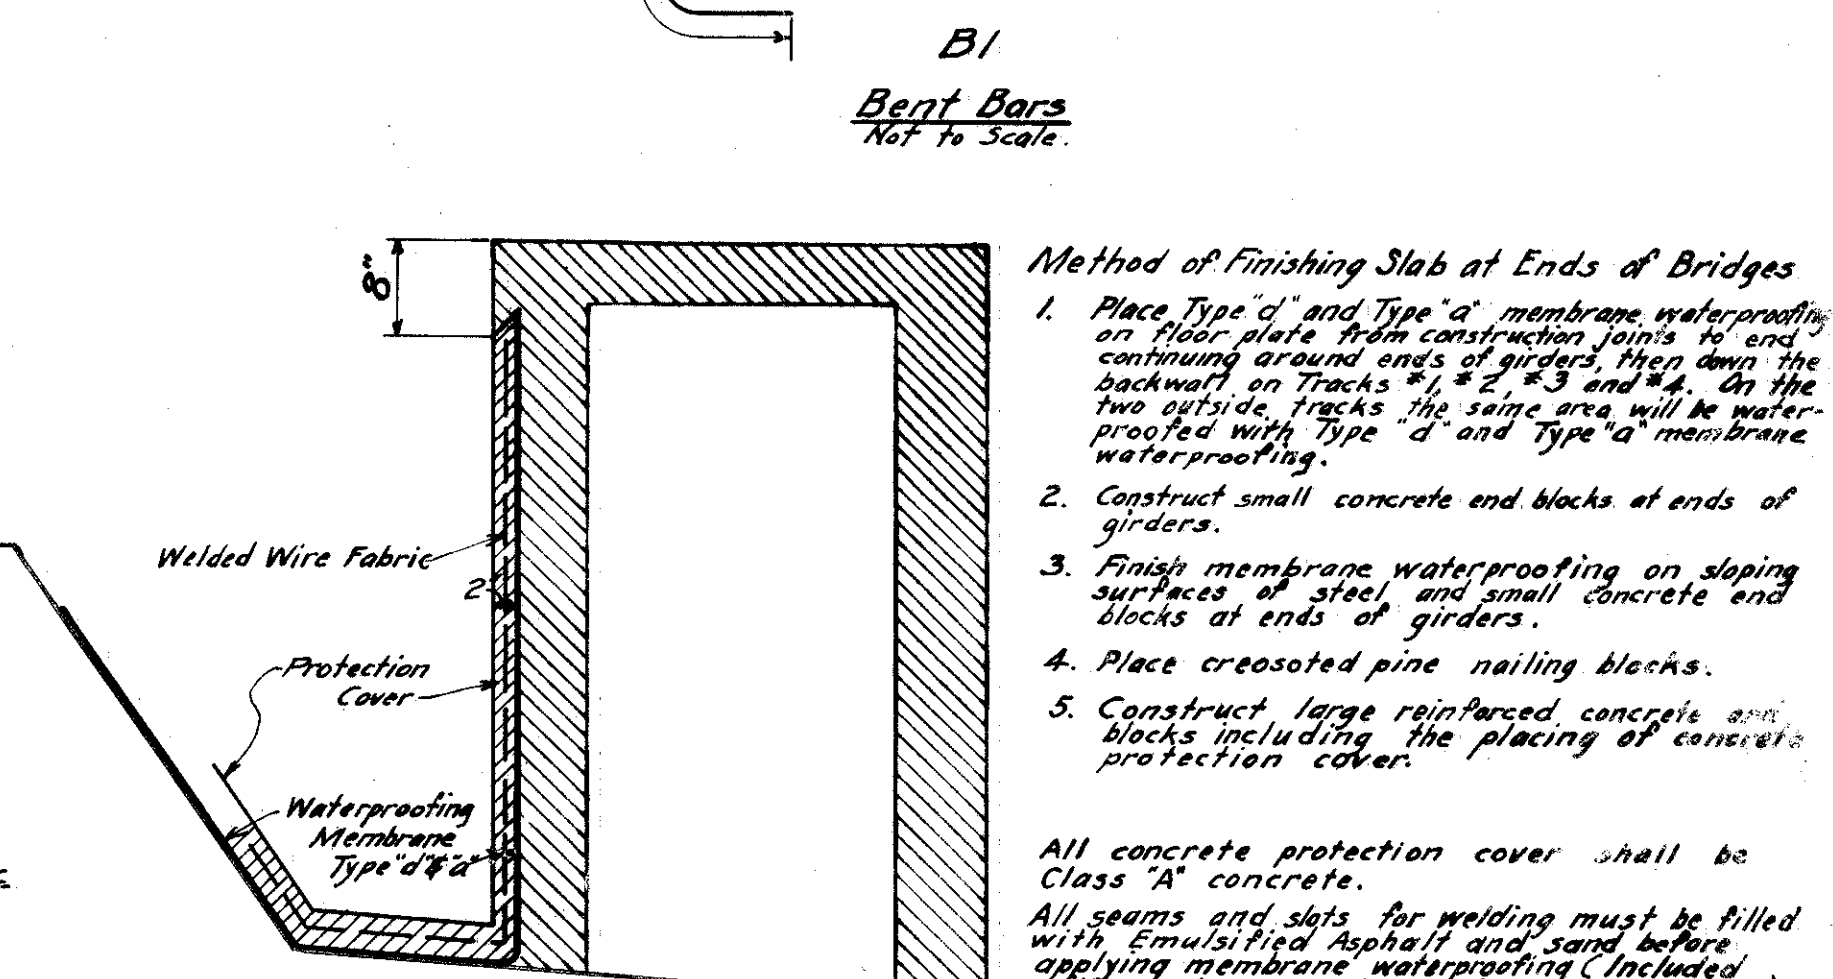 B1
Bent Bars
Not to Scale.
8"
Welded Wire Fabric
2"
Protection
Cover
Waterproofing
Membrane
Type "d" & "a"
Method of Finishing Slab at Ends of Bridges
1. Place Type "d" and Type "a" membrane waterproofing
on floor plate from construction joints to end
continuing around ends of girders, then down the
backwall on Tracks #1, #2, #3 and #4. On the
two outside tracks the same area will be water-
proofed with Type "d" and Type "a" membrane
waterproofing.
2. Construct small concrete end blocks at ends of
girders.
3. Finish membrane waterproofing on sloping
surfaces of steel and small concrete end
blocks at ends of girders.
4. Place creosoted pine nailing blocks.
5. Construct large reinforced concrete end
blocks including the placing of concrete
protection cover.
All concrete protection cover shall be
Class "A" concrete.
All seams and slots for welding must be filled
with Emulsified Asphalt and sand before
applying membrane waterproofing (Included